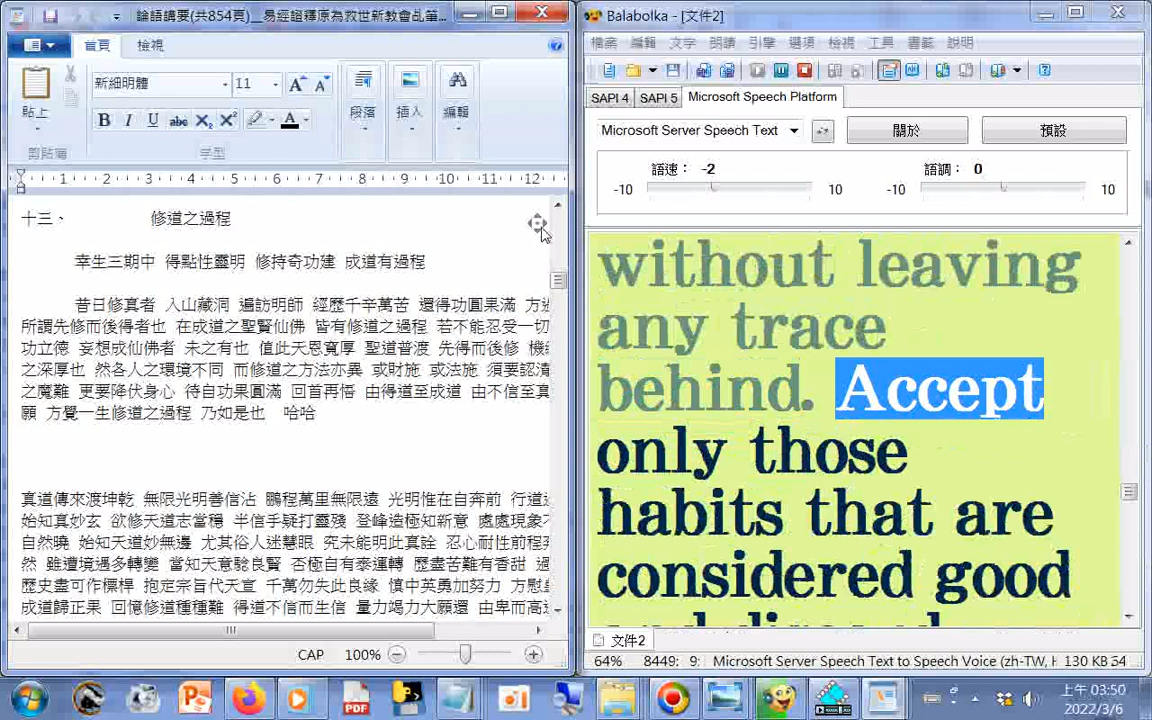 論語講要(共854頁)__易經證釋原為救世新教會乩筆...
首頁 檢視
貼上
剪貼簿
新細明體 11
B I U abc X₂ X²
字型
段落
插入
編輯
1 2 3 4 5 6 7 8 9 10 11 12
十三、 修道之過程
幸生三期中 得點性靈明 修持奇功建 成道有過程
昔日修真者 入山藏洞 遍訪明師 經歷千辛萬苦 還得功圓果滿
所謂先修而後得者也 在成道之聖賢仙佛 皆有修道之過程 若不能忍受一切
功立德 妄想成仙佛者 未之有也 值此天恩寬厚 聖道普渡 先得而後修
之深厚也 然各人之環境不同 而修道之方法亦異 或財施 或法施 須要認清
之魔難 更要降伏身心 待自功果圓滿 回首再悟 由得道至成道 由不信至真
願 方覺一生修道之過程 乃如是也 哈哈
真道傳來渡坤乾 無限光明善信沾 鵬程萬里無限遠 光明惟在自奔前 行道
始知真妙玄 欲修天道志當穩 半信乎疑打靈殘 登峰造極知新意 處處現象
自然曉 始知天道妙無邊 尤其俗人迷慧眼 究未能明此真詮 忍心耐性前程
然 雖遭境遇多轉變 當知天意驗良賢 否極自有泰運轉 歷盡苦難有香甜
歷史盡可作標桿 抱定宗旨代天宣 千萬勿失此良緣 慎中英勇加努力 方慰
成道歸正果 回憶修道種種難 得道不信而生信 量力竭力大願還 由卑而高
CAP 100%
Balabolka - [文件2]
檔案 編輯 文字 朗讀 引擎 選項 檢視 工具 書籤 說明
SAPI 4 SAPI 5 Microsoft Speech Platform
Microsoft Server Speech Text 關於 預設
語速： -2 語調： 0
-10 10 -10 10
without leaving
any trace
behind. Accept
only those
habits that are
considered good
文件2
64% 8449: 9: Microsoft Server Speech Text to Speech Voice (zh-TW, H 130 KB
上午 03:50
2022/3/6